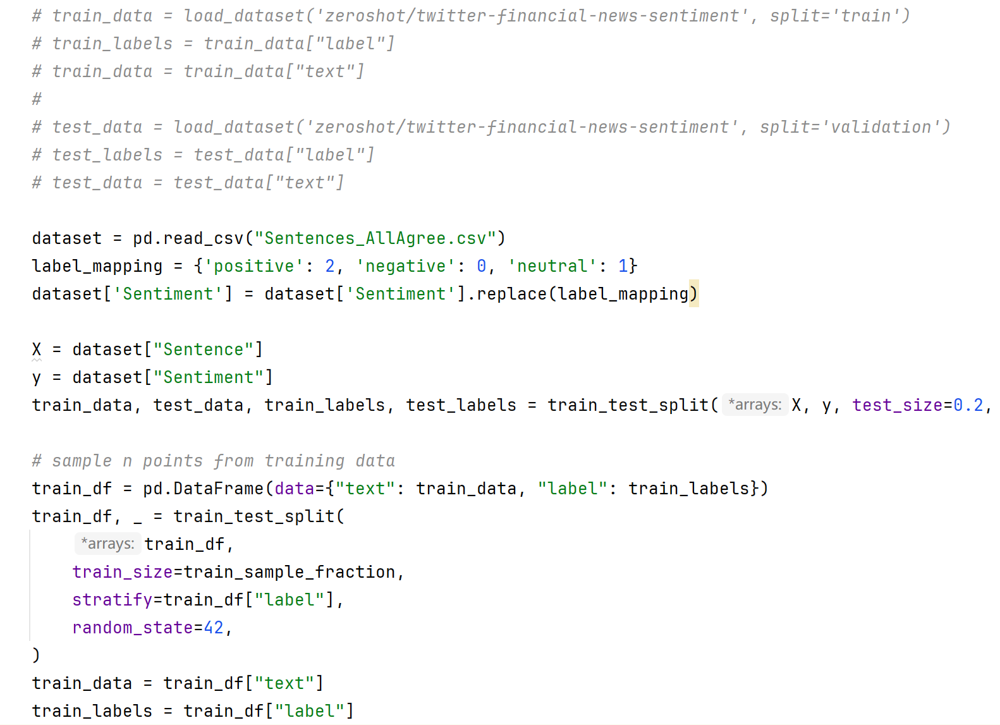 # train_data = load_dataset('zeroshot/twitter-financial-news-sentiment', split='train')
# train_labels = train_data["label"]
# train_data = train_data["text"]
#
# test_data = load_dataset('zeroshot/twitter-financial-news-sentiment', split='validation')
# test_labels = test_data["label"]
# test_data = test_data["text"]
dataset = pd.read_csv("Sentences_AllAgree.csv")
label_mapping = {'positive': 2, 'negative': 0, 'neutral': 1}
dataset['Sentiment'] = dataset['Sentiment'].replace(label_mapping)
X = dataset["Sentence"]
y = dataset["Sentiment"]
train_data, test_data, train_labels, test_labels = train_test_split( *arrays: X, y, test_size=0.2,
# sample n points from training data
train_df = pd.DataFrame(data={"text": train_data, "label": train_labels})
train_df, _ = train_test_split(
    *arrays: train_df,
    train_size=train_sample_fraction,
    stratify=train_df["label"],
    random_state=42,
)
train_data = train_df["text"]
train_labels = train_df["label"]